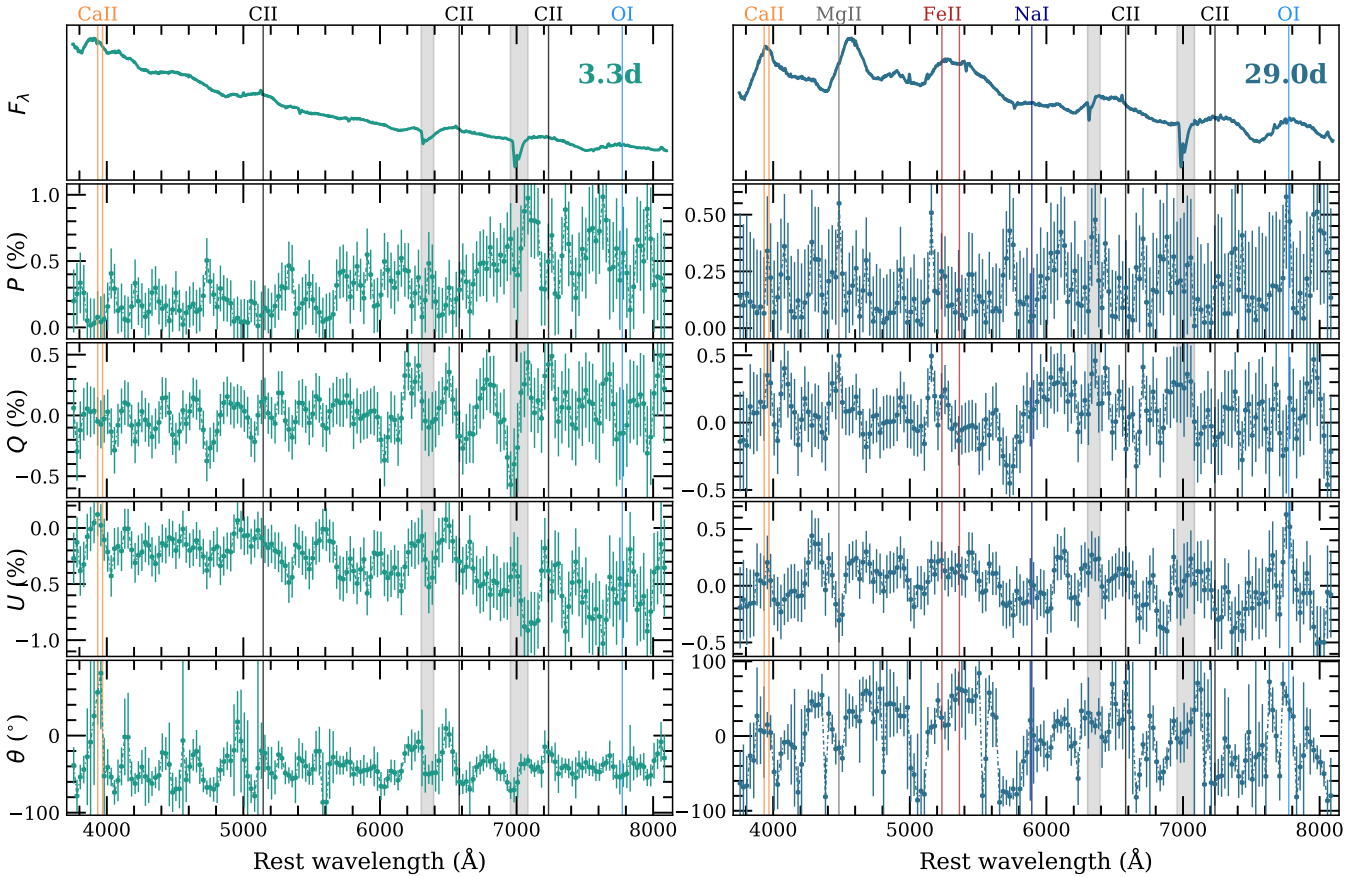 CaII CII CII CII OI
CaII MgII FeII NaI CII CII OI
3.3d
29.0d
F_λ
P (%)
1.0
0.5
0.0
0.50
0.25
0.00
P (%)
Q (%)
0.5
0.0
−0.5
0.5
0.0
−0.5
Q (%)
U (%)
0.0
−0.5
−1.0
0.5
0.0
−0.5
U (%)
θ (°)
0
−100
100
0
−100
θ (°)
4000 5000 6000 7000 8000
4000 5000 6000 7000 8000
Rest wavelength (Å)
Rest wavelength (Å)